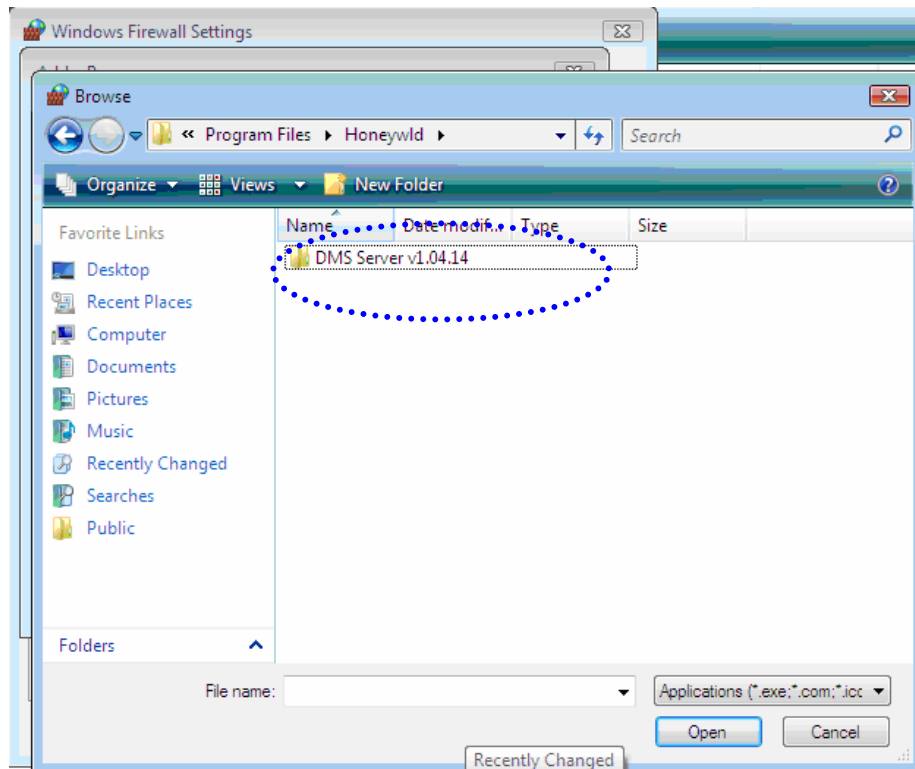 Windows Firewall Settings
Browse
« Program Files Honeywld
Search
Organize Views New Folder
Favorite Links
Desktop
Recent Places
Computer
Documents
Pictures
Music
Recently Changed
Searches
Public
Folders
Name Date modif... Type Size
DMS Server v1.04.14
File name:
Applications (*.exe;*.com;*.icc
Open Cancel
Recently Changed